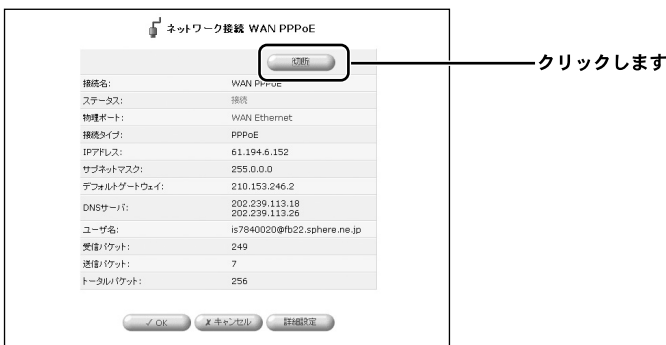 ネットワーク接続 WAN PPPoE
切断
クリックします
接続名: WAN PPPoE
ステータス: 接続
物理ポート: WAN Ethernet
接続タイプ: PPPoE
IPアドレス: 61.194.6.152
サブネットマスク: 255.0.0.0
デフォルトゲートウェイ: 210.153.246.2
DNSサーバ: 202.239.113.18
202.239.113.26
ユーザ名: is7840020@fb22.sphere.ne.jp
受信パケット: 249
送信パケット: 7
トータルパケット: 256
✓ OK ✗ キャンセル 詳細設定